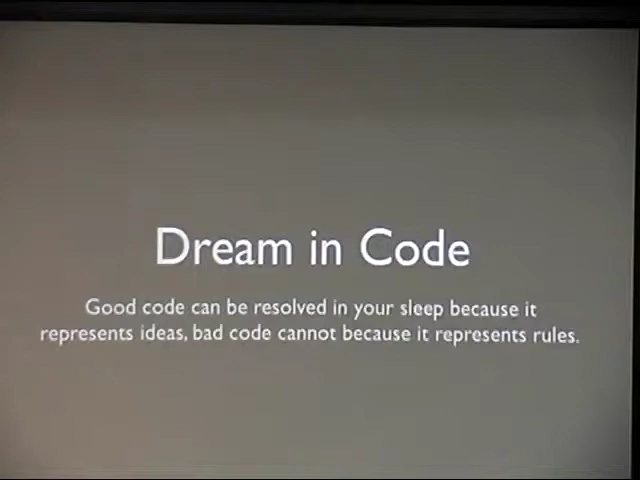 Dream in Code
Good code can be resolved in your sleep because it
represents ideas, bad code cannot because it represents rules.